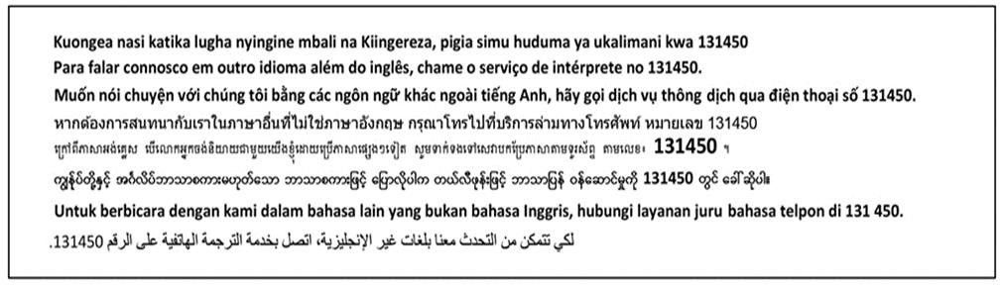 Kuongea nasi katika lugha nyingine mbali na Kiingereza, pigia simu huduma ya ukalimani kwa 131450
Para falar connosco em outro idioma além do inglês, chame o serviço de intérprete no 131450.
Muốn nói chuyện với chúng tôi bằng các ngôn ngữ khác ngoài tiếng Anh, hãy gọi dịch vụ thông dịch qua điện thoại số 131450.
หากต้องการสนทนากับเราในภาษาอื่นที่ไม่ใช่ภาษาอังกฤษ กรุณาโทรไปที่บริการล่ามทางโทรศัพท์ หมายเลข 131450
ក្រៅពីភាសាអង់គ្លេស បើលោកអ្នកចង់និយាយជាមួយយើងខ្ញុំដោយប្រើភាសាផ្សេងៗទៀត សូមទាក់ទងទៅសេវាបកប្រែភាសាតាមទូរស័ព្ទ តាមលេខ៖ 131450 ។
ကျွန်ုပ်တို့နှင့် အင်္ဂလိပ်ဘာသာစကားမဟုတ်သော ဘာသာစကားဖြင့် ပြောလိုပါက တယ်လီဖုန်းဖြင့် ဘာသာပြန် ဝန်ဆောင်မှုကို 131450 တွင် ခေါ်ဆိုပါ။
Untuk berbicara dengan kami dalam bahasa lain yang bukan bahasa Inggris, hubungi layanan juru bahasa telpon di 131 450.
لكي تتمكن من التحدث معنا بلغات غير الإنجليزية، اتصل بخدمة الترجمة الهاتفية على الرقم 131450.